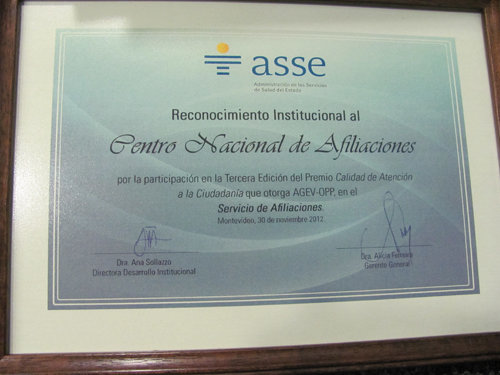 asse
Administración de los Servicios
de Salud del Estado
Reconocimiento Institucional al
Centro Nacional de Afiliaciones
por la participación en la Tercera Edición del Premio Calidad de Atención
a la Ciudadanía que otorga AGEV-OPP, en el
Servicio de Afiliaciones.
Montevideo, 30 de noviembre 2012
Dra. Ana Sollazzo
Directora Desarrollo Institucional
Dra. Alicia Ferreira
Gerente General